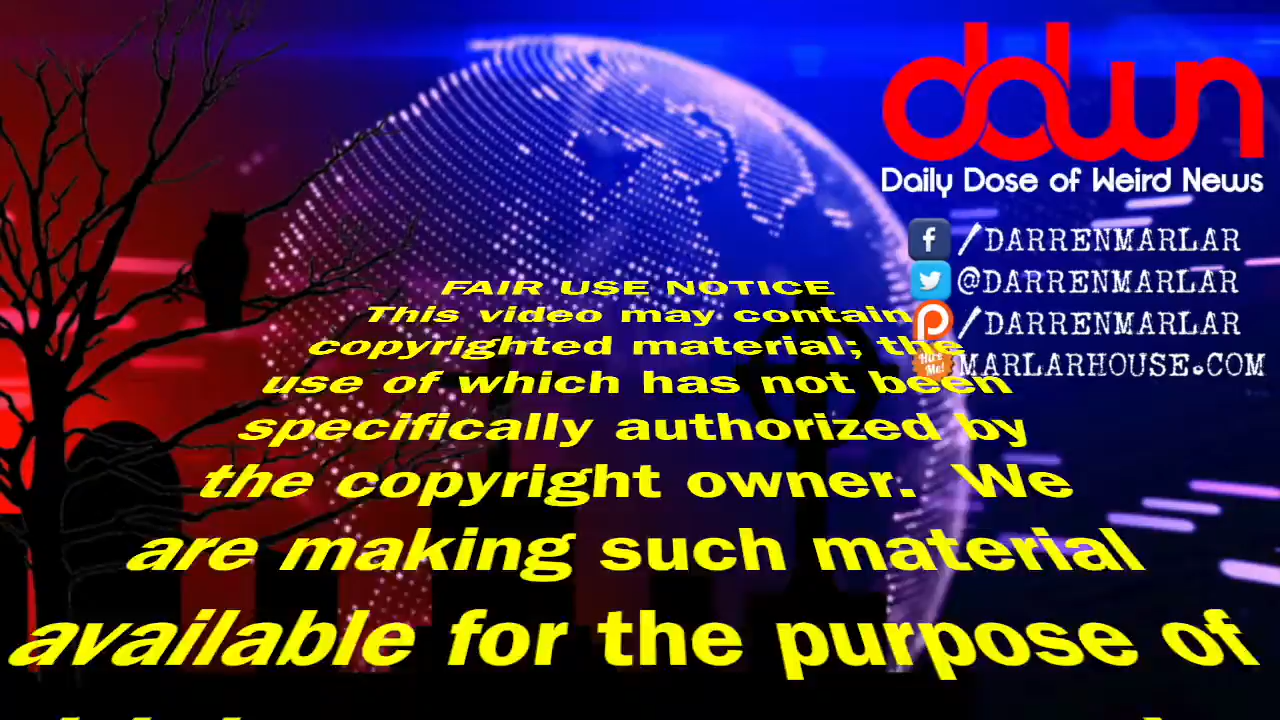 ddwn
Daily Dose of Weird News
f /DARRENMARLAR
@DARRENMARLAR
/DARRENMARLAR
Hire Me! MARLARHOUSE.COM
FAIR USE NOTICE
This video may contain
copyrighted material; the
use of which has not been
specifically authorized by
the copyright owner. We
are making such material
available for the purpose of